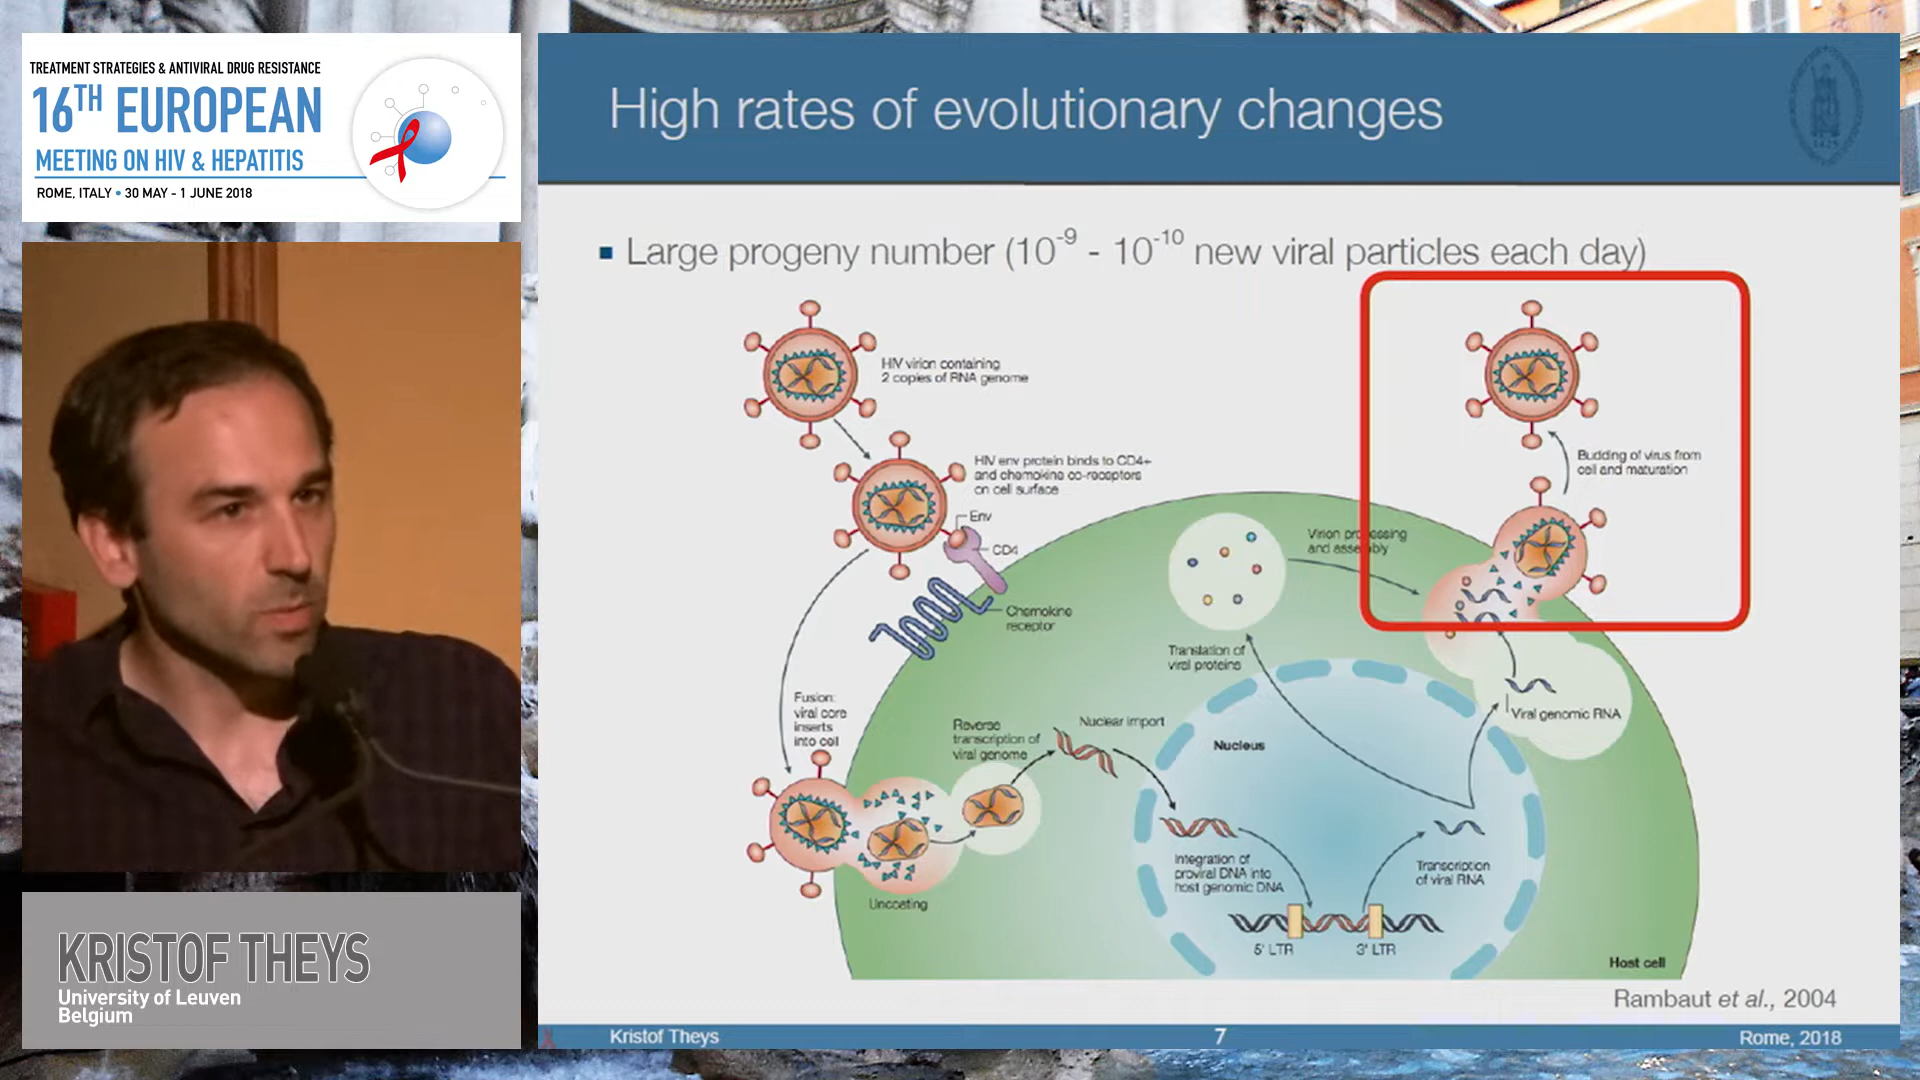 TREATMENT STRATEGIES & ANTIVIRAL DRUG RESISTANCE
16TH EUROPEAN
MEETING ON HIV & HEPATITIS
ROME, ITALY • 30 MAY - 1 JUNE 2018
KRISTOF THEYS
University of Leuven
Belgium
High rates of evolutionary changes
Large progeny number (10-9 - 10-10 new viral particles each day)
HIV virion containing
2 copies of RNA genome
HIV env protein binds to CD4+
and chemokine co-receptors
on cell surface
Env
CD4
Chemokine
receptor
Fusion:
viral core
inserts
into cell
Uncoating
Reverse
transcription of
viral genome
Nuclear import
Nucleus
Integration of
proviral DNA into
host genomic DNA
5' LTR
3' LTR
Transcription
of viral RNA
Translation of
viral proteins
Virion processing
and assembly
Viral genomic RNA
Budding of virus from
cell and maturation
Host cell
Rambaut et al., 2004
Kristof Theys
7
Rome, 2018